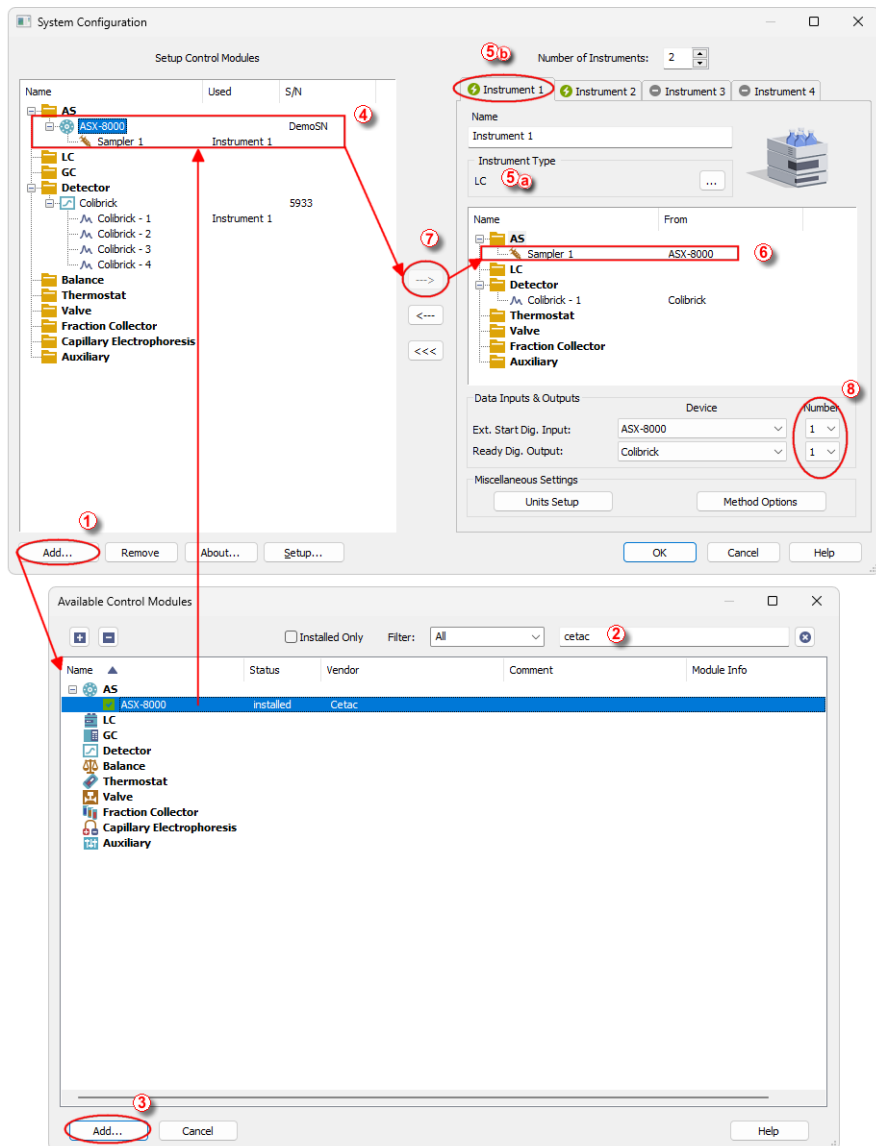 System Configuration
Setup Control Modules
Name Used S/N
AS
ASX-8000 DemoSN
Sampler 1 Instrument 1
LC
GC
Detector
Colibrick 5933
Colibrick - 1 Instrument 1
Colibrick - 2
Colibrick - 3
Colibrick - 4
Balance
Thermostat
Valve
Fraction Collector
Capillary Electrophoresis
Auxiliary
4
1
Add... Remove About... Setup...
7
--->
<---
<<<
5b Number of Instruments: 2
Instrument 1 Instrument 2 Instrument 3 Instrument 4
Name
Instrument 1
Instrument Type
LC 5a ...
Name From
AS
Sampler 1 ASX-8000 6
LC
Detector
Colibrick - 1 Colibrick
Thermostat
Valve
Fraction Collector
Auxiliary
8
Data Inputs & Outputs Device Number
Ext. Start Dig. Input: ASX-8000 1
Ready Dig. Output: Colibrick 1
Miscellaneous Settings
Units Setup Method Options
OK Cancel Help
Available Control Modules
Installed Only Filter: All cetac 2
Name Status Vendor Comment Module Info
AS
ASX-8000 installed Cetac
LC
GC
Detector
Balance
Thermostat
Valve
Fraction Collector
Capillary Electrophoresis
Auxiliary
3
Add... Cancel Help